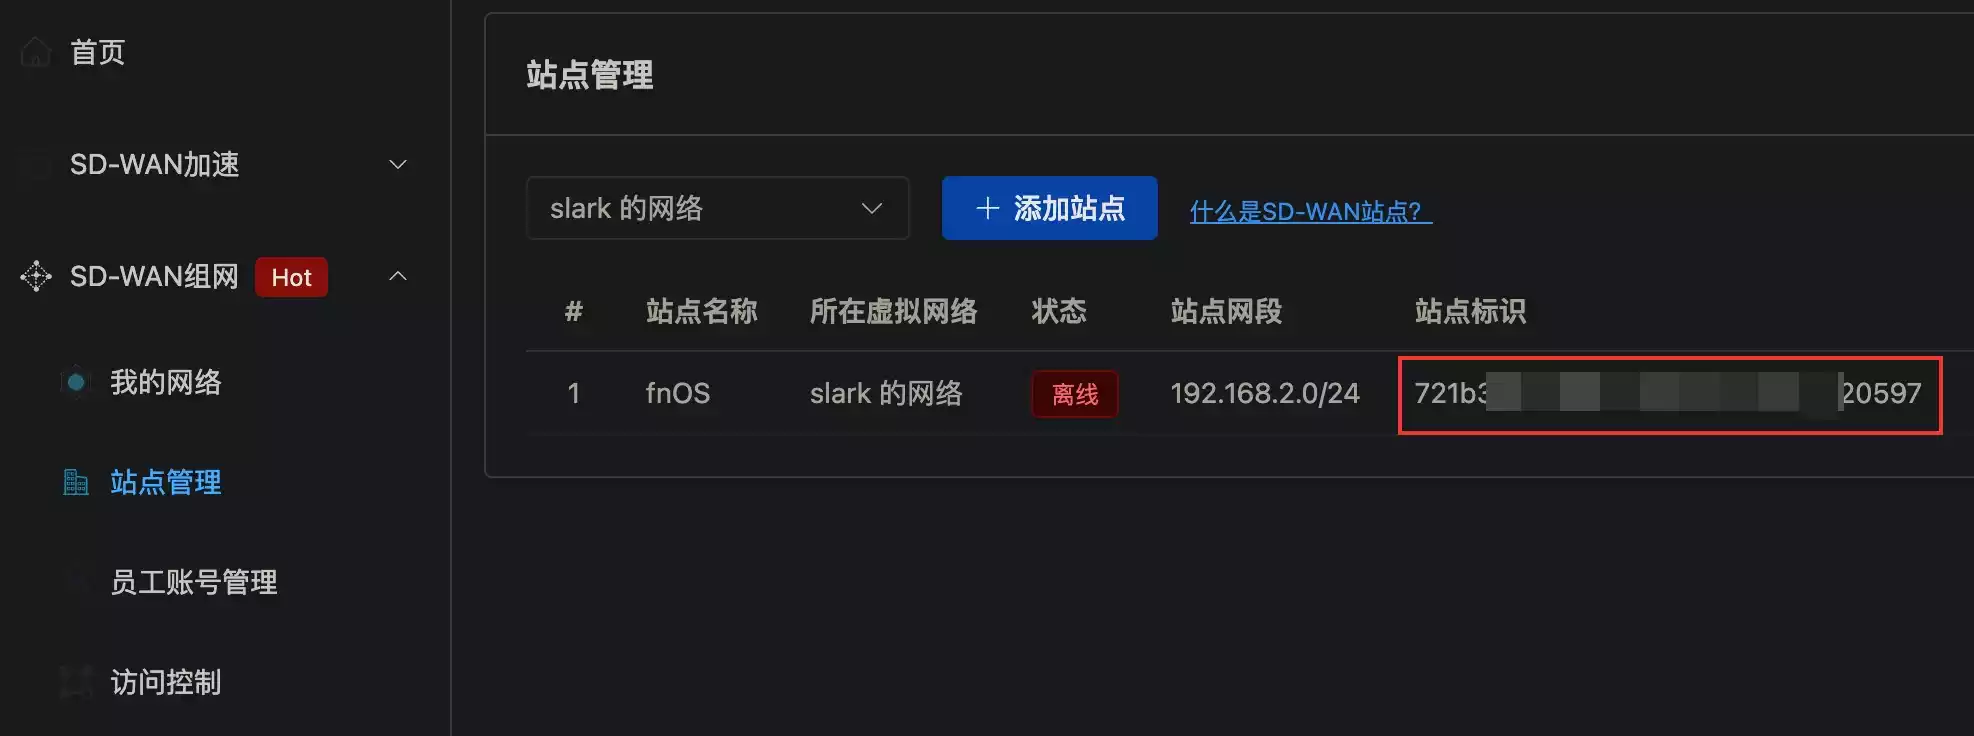 首页
SD-WAN加速
SD-WAN组网 Hot
我的网络
站点管理
员工账号管理
访问控制
站点管理
slark 的网络
+ 添加站点
什么是SD-WAN站点？
# 站点名称 所在虚拟网络 状态 站点网段 站点标识
1 fnOS slark 的网络 离线 192.168.2.0/24 721b3 20597